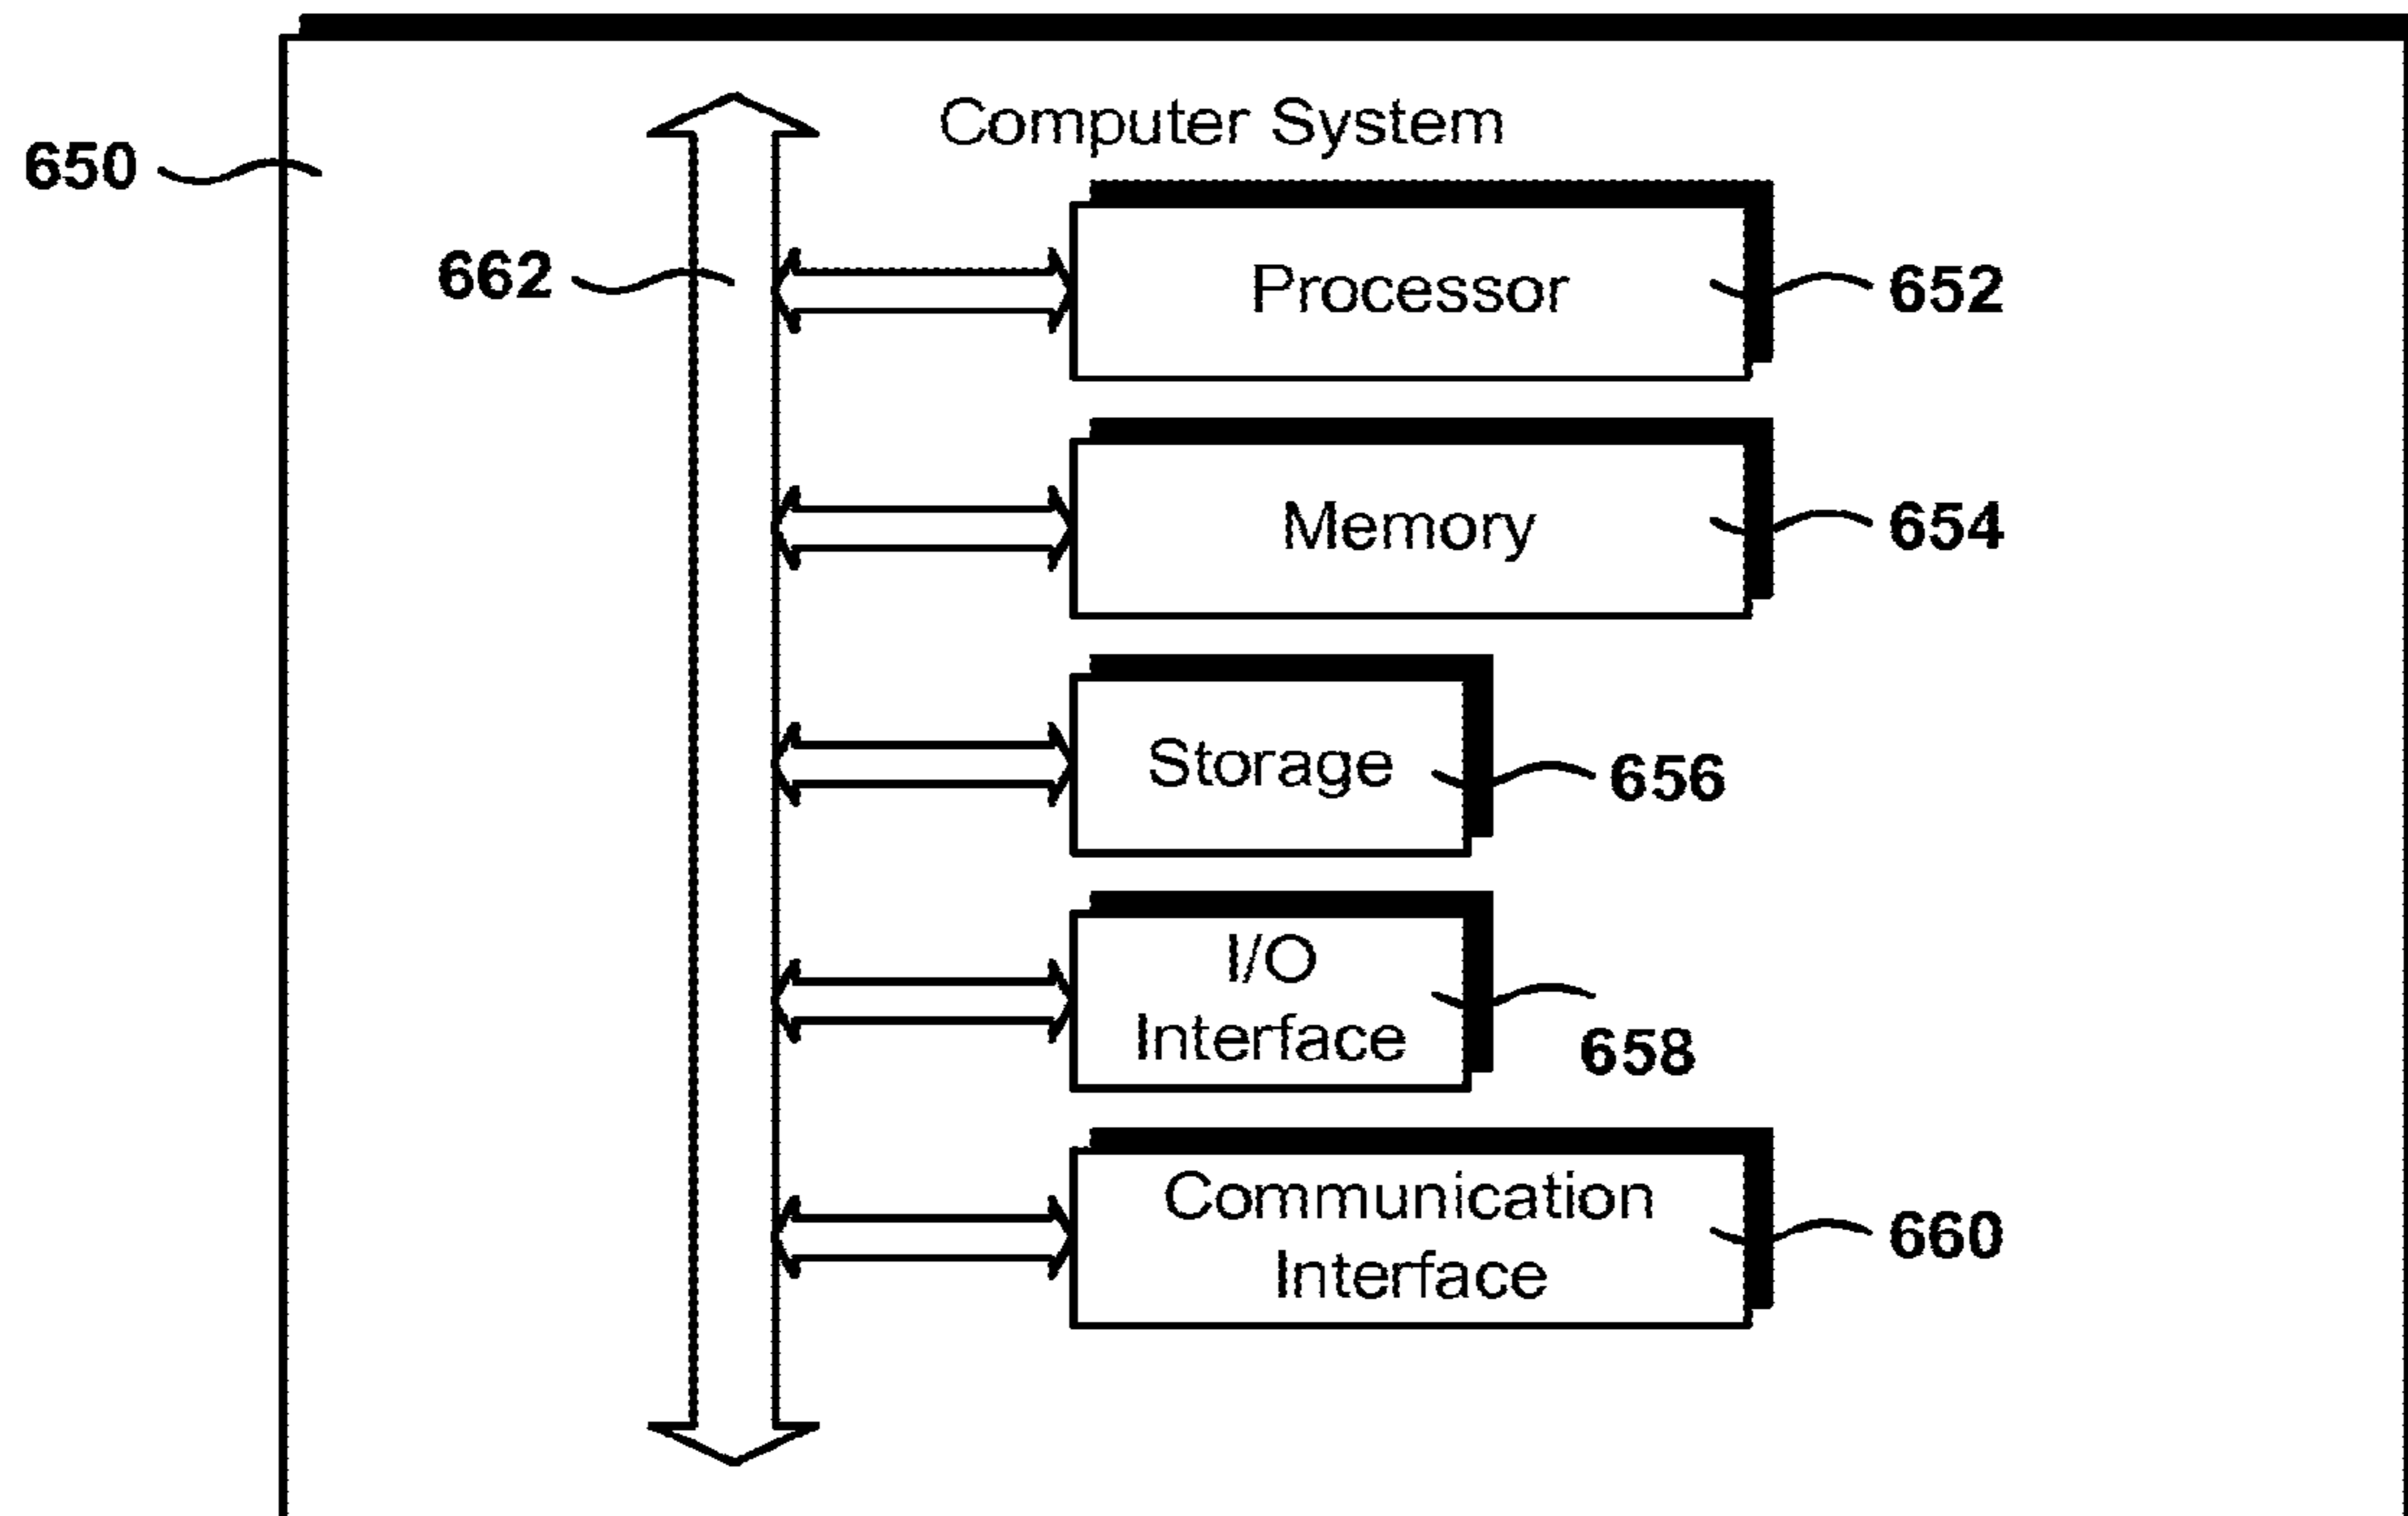 Computer System
650
662
Processor
652
Memory
654
Storage
656
I/O
Interface
658
Communication
Interface
660